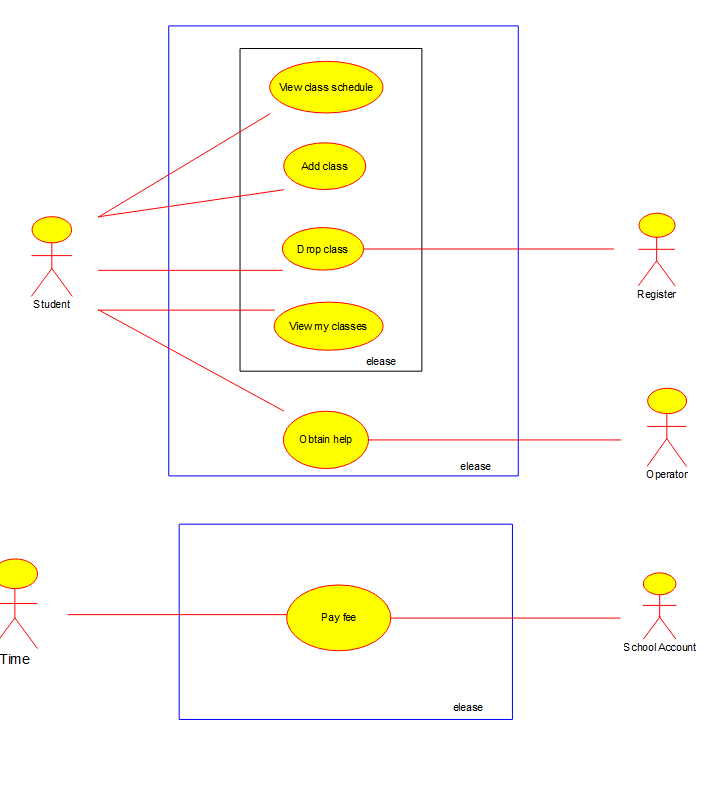 View class schedule
Add class
Drop class
Student
Register
View my classes
elease
Obtain help
elease
Operator
Pay fee
Time
School Account
elease